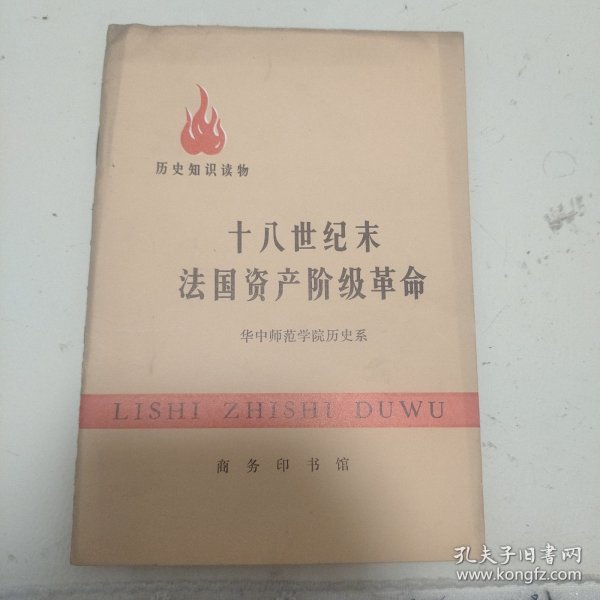 历史知识读物
十八世纪末
法国资产阶级革命
华中师范学院历史系
LISHI ZHISHI DUWU
商务印书馆
孔夫子旧书网
www.kongfz.com